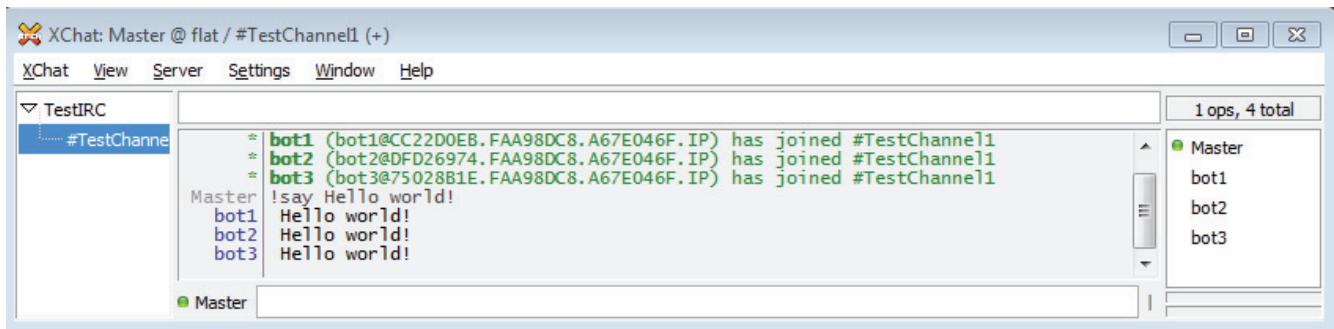 XChat: Master @ flat / #TestChannel1 (+)
XChat View Server Settings Window Help
TestIRC
#TestChanne
1 ops, 4 total
* bot1 (bot1@CC22D0EB.FAA98DC8.A67E046F.IP) has joined #TestChannel1
* bot2 (bot2@DFD26974.FAA98DC8.A67E046F.IP) has joined #TestChannel1
* bot3 (bot3@75028B1E.FAA98DC8.A67E046F.IP) has joined #TestChannel1
Master !say Hello world!
bot1 Hello world!
bot2 Hello world!
bot3 Hello world!
Master
bot1
bot2
bot3
Master